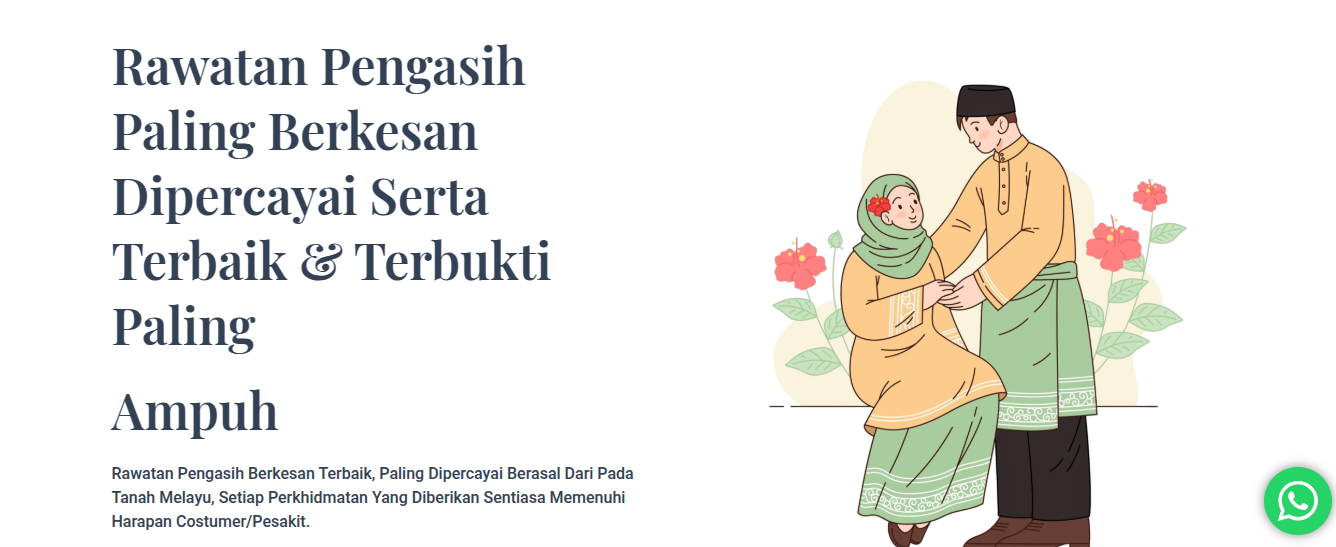 Rawatan Pengasih
Paling Berkesan
Dipercayai Serta
Terbaik & Terbukti
Paling
Ampuh
Rawatan Pengasih Berkesan Terbaik, Paling Dipercayai Berasal Dari Pada
Tanah Melayu, Setiap Perkhidmatan Yang Diberikan Sentiasa Memenuhi
Harapan Costumer/Pesakit.